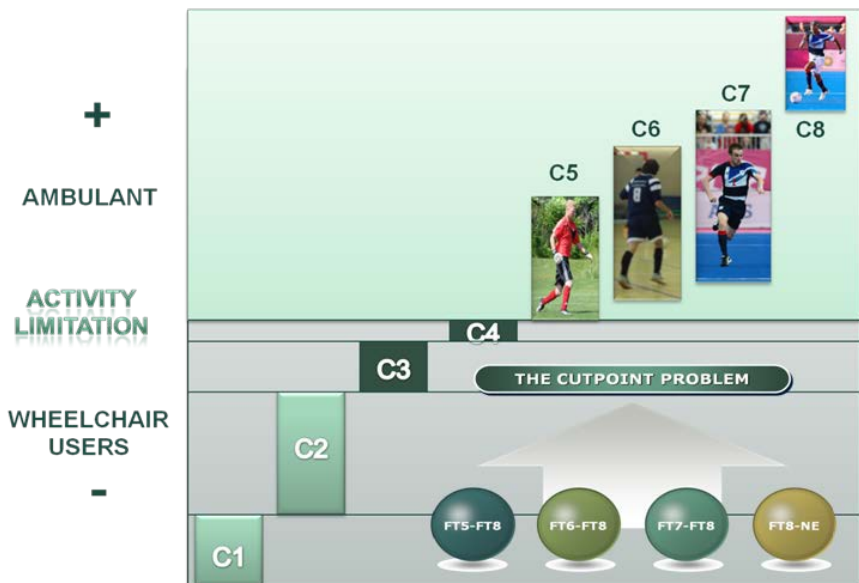 +
AMBULANT
ACTIVITY
LIMITATION
WHEELCHAIR
USERS
-
C8
C7
C6
C5
C4
C3
C2
C1
8
THE CUTPOINT PROBLEM
FT5-FT8
FT6-FT8
FT7-FT8
FT8-NE